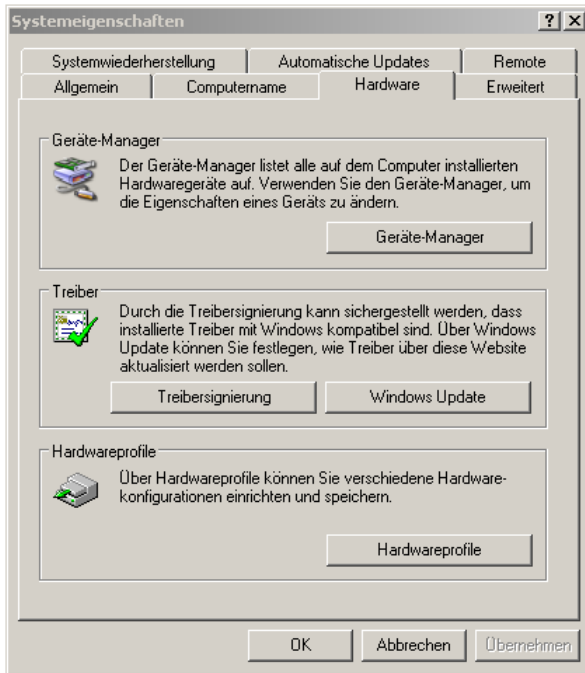 Systemeigenschaften
Systemwiederherstellung Automatische Updates Remote
Allgemein Computername Hardware Erweitert
Geräte-Manager
Der Geräte-Manager listet alle auf dem Computer installierten
Hardwaregeräte auf. Verwenden Sie den Geräte-Manager, um
die Eigenschaften eines Geräts zu ändern.
Geräte-Manager
Treiber
Durch die Treibersignierung kann sichergestellt werden, dass
installierte Treiber mit Windows kompatibel sind. Über Windows
Update können Sie festlegen, wie Treiber über diese Website
aktualisiert werden sollen.
Treibersignierung Windows Update
Hardwareprofile
Über Hardwareprofile können Sie verschiedene Hardware-
konfigurationen einrichten und speichern.
Hardwareprofile
OK Abbrechen Übernehmen